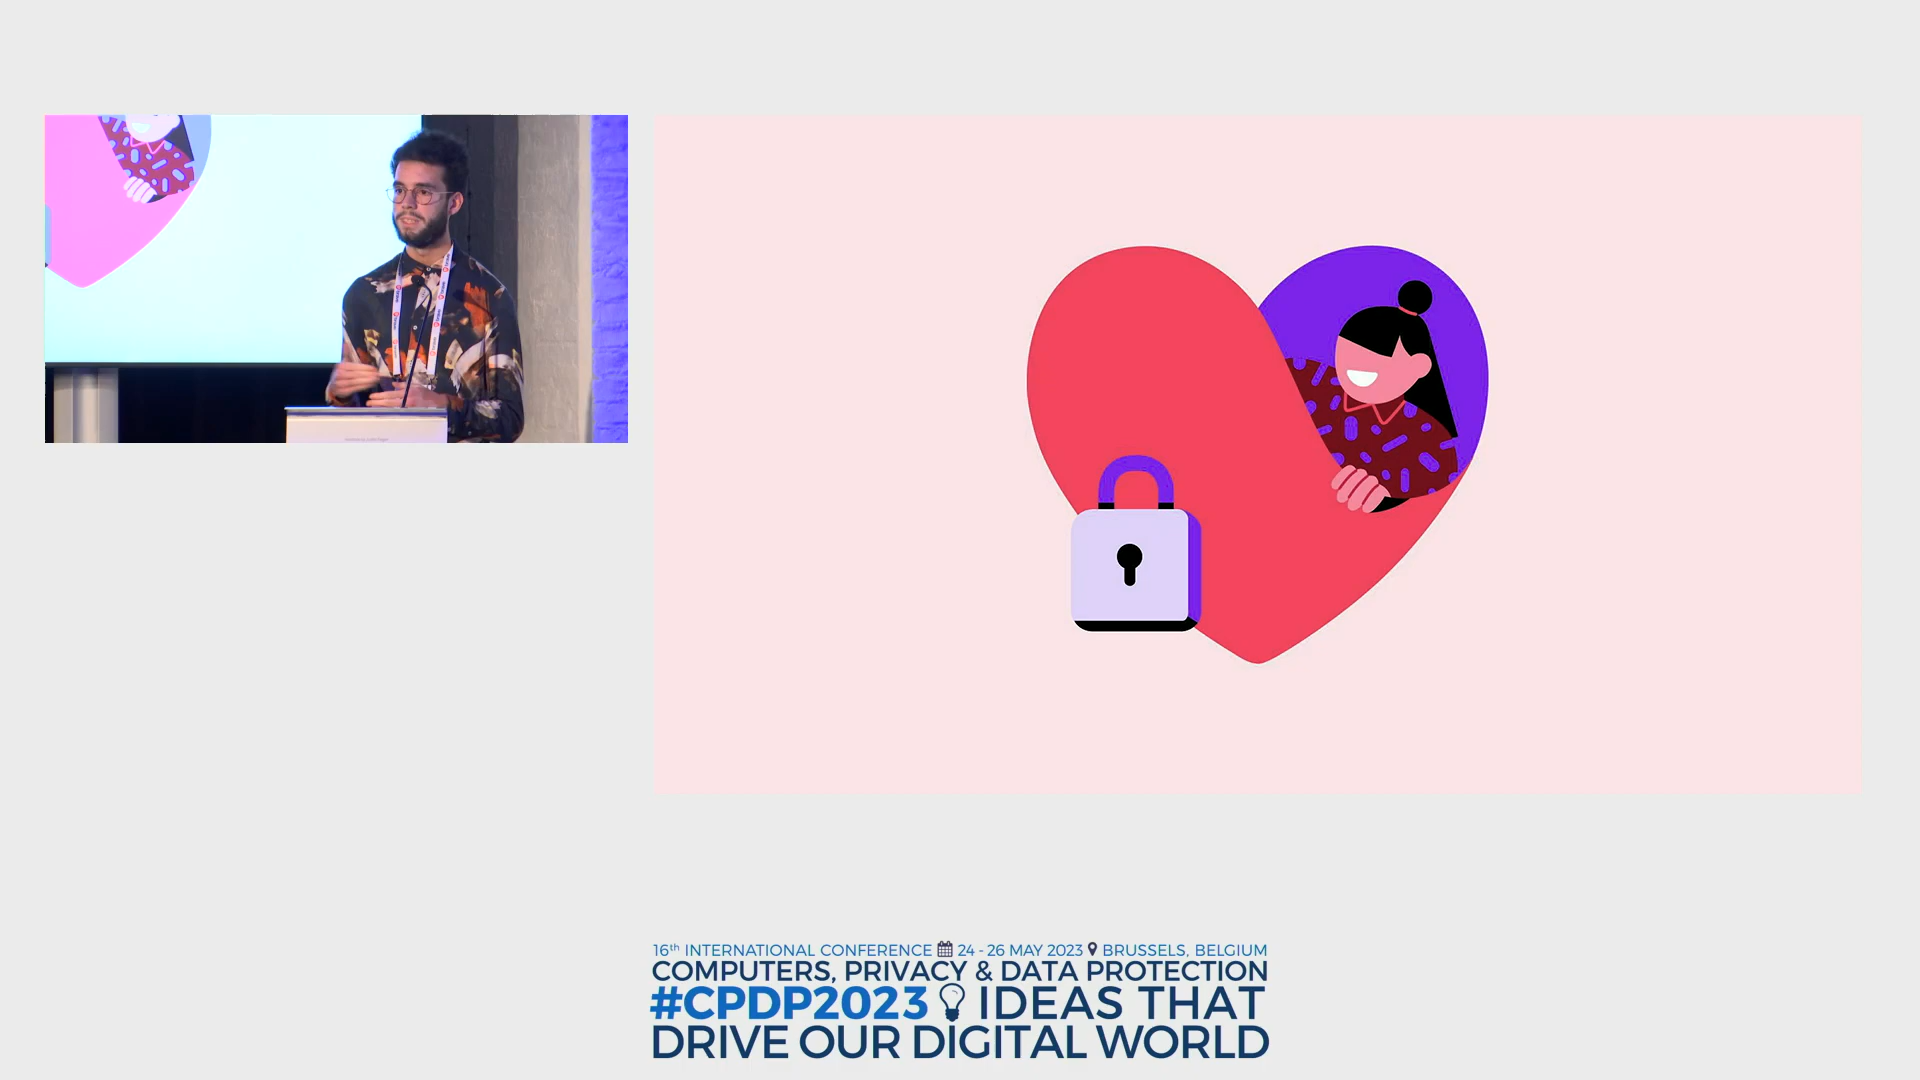 16th INTERNATIONAL CONFERENCE 24 - 26 MAY 2023 BRUSSELS, BELGIUM
COMPUTERS, PRIVACY & DATA PROTECTION
#CPDP2023 IDEAS THAT
DRIVE OUR DIGITAL WORLD